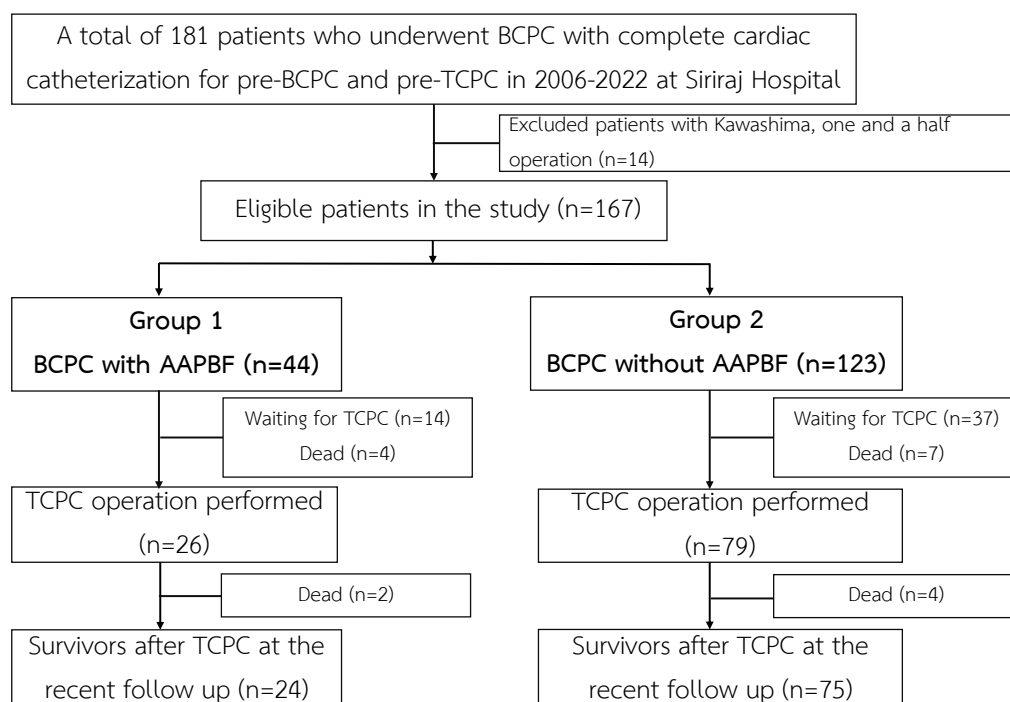 A total of 181 patients who underwent BCPC with complete cardiac
catheterization for pre-BCPC and pre-TCPC in 2006-2022 at Siriraj Hospital
Excluded patients with Kawashima, one and a half
operation (n=14)
Eligible patients in the study (n=167)
Group 1
BCPC with AAPBF (n=44)
Group 2
BCPC without AAPBF (n=123)
Waiting for TCPC (n=14)
Dead (n=4)
Waiting for TCPC (n=37)
Dead (n=7)
TCPC operation performed
(n=26)
TCPC operation performed
(n=79)
Dead (n=2)
Dead (n=4)
Survivors after TCPC at the
recent follow up (n=24)
Survivors after TCPC at the
recent follow up (n=75)